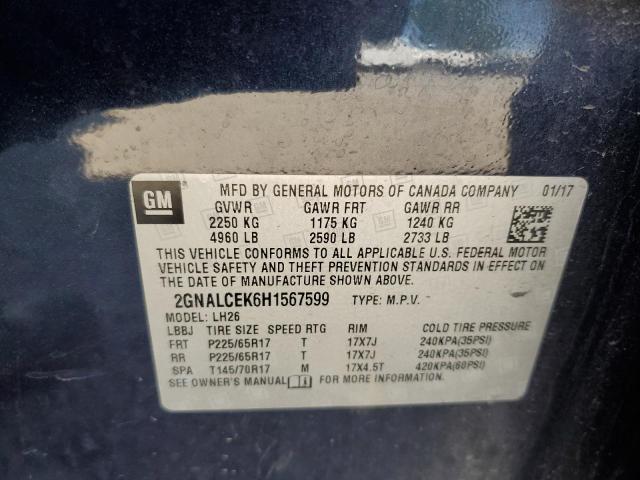 GM
MFD BY GENERAL MOTORS OF CANADA COMPANY 01/17
GVWR GAWR FRT GAWR RR
2250 KG 1175 KG 1240 KG
4960 LB 2590 LB 2733 LB
THIS VEHICLE CONFORMS TO ALL APPLICABLE U.S. FEDERAL MOTOR
VEHICLE SAFETY AND THEFT PREVENTION STANDARDS IN EFFECT ON
THE DATE OF MANUFACTURE SHOWN ABOVE.
2GNALCEK6H1567599 TYPE: M.P.V.
MODEL: LH26
LBBJ TIRE SIZE SPEED RTG RIM COLD TIRE PRESSURE
FRT P225/65R17 T 17X7J 240KPA(35PSI)
RR P225/65R17 T 17X7J 240KPA(35PSI)
SPA T145/70R17 M 17X4.5T 420KPA(60PSI)
SEE OWNER'S MANUAL FOR MORE INFORMATION.